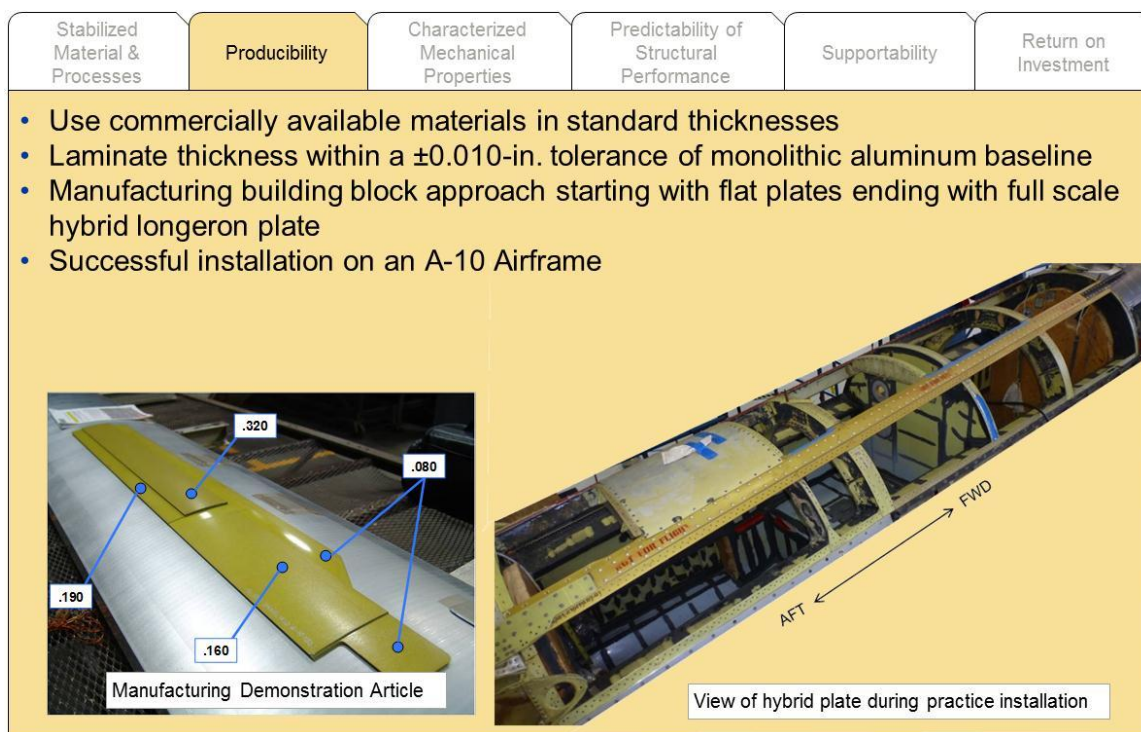 Stabilized
Material &
Processes
Producibility
Characterized
Mechanical
Properties
Predictability of
Structural
Performance
Supportability
Return on
Investment
• Use commercially available materials in standard thicknesses
• Laminate thickness within a ±0.010-in. tolerance of monolithic aluminum baseline
• Manufacturing building block approach starting with flat plates ending with full scale
hybrid longeron plate
• Successful installation on an A-10 Airframe
.320
.080
.190
.160
Manufacturing Demonstration Article
NOT FOR FLIGHT
FWD
AFT
View of hybrid plate during practice installation